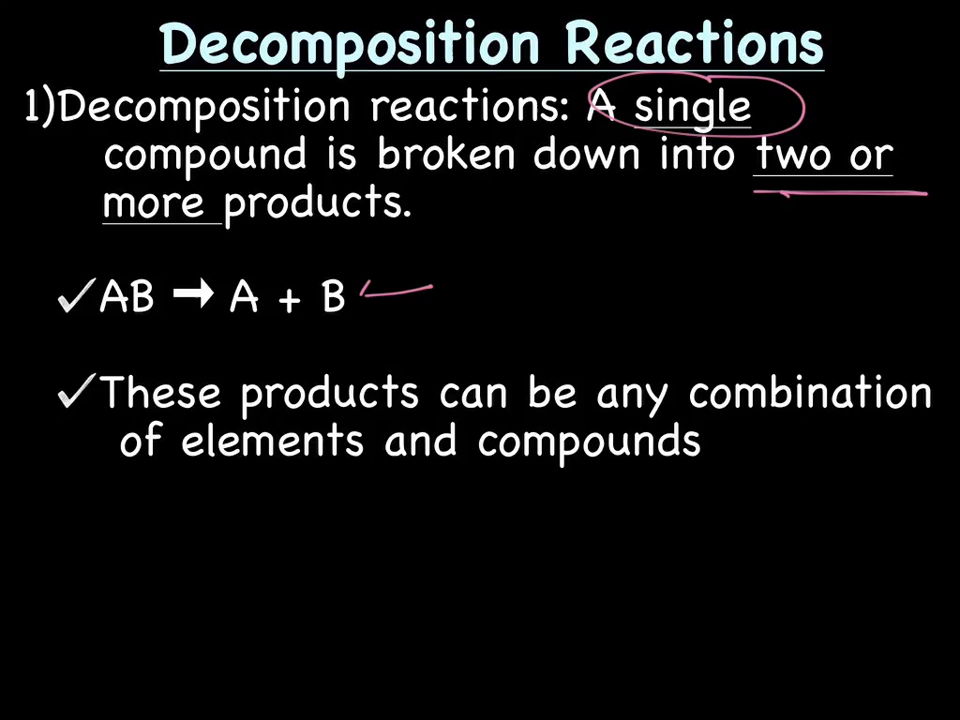 Decomposition Reactions
1)Decomposition reactions: A single
compound is broken down into two or
more products.
✓AB → A + B
✓These products can be any combination
of elements and compounds